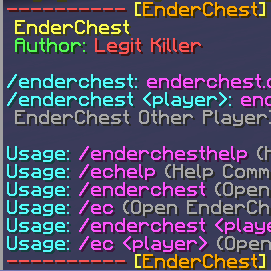 ---------- [EnderChest]
EnderChest
Author: Legit Killer
/enderchest: enderchest.
/enderchest <player>:
EnderChest Other Player
Usage: /enderchesthelp
Usage: /echelp (Help
Usage: /enderchest (Open
Usage: /ec (Open
Usage: /enderchest
Usage: /ec <player> (Open
---------- [EnderChest]